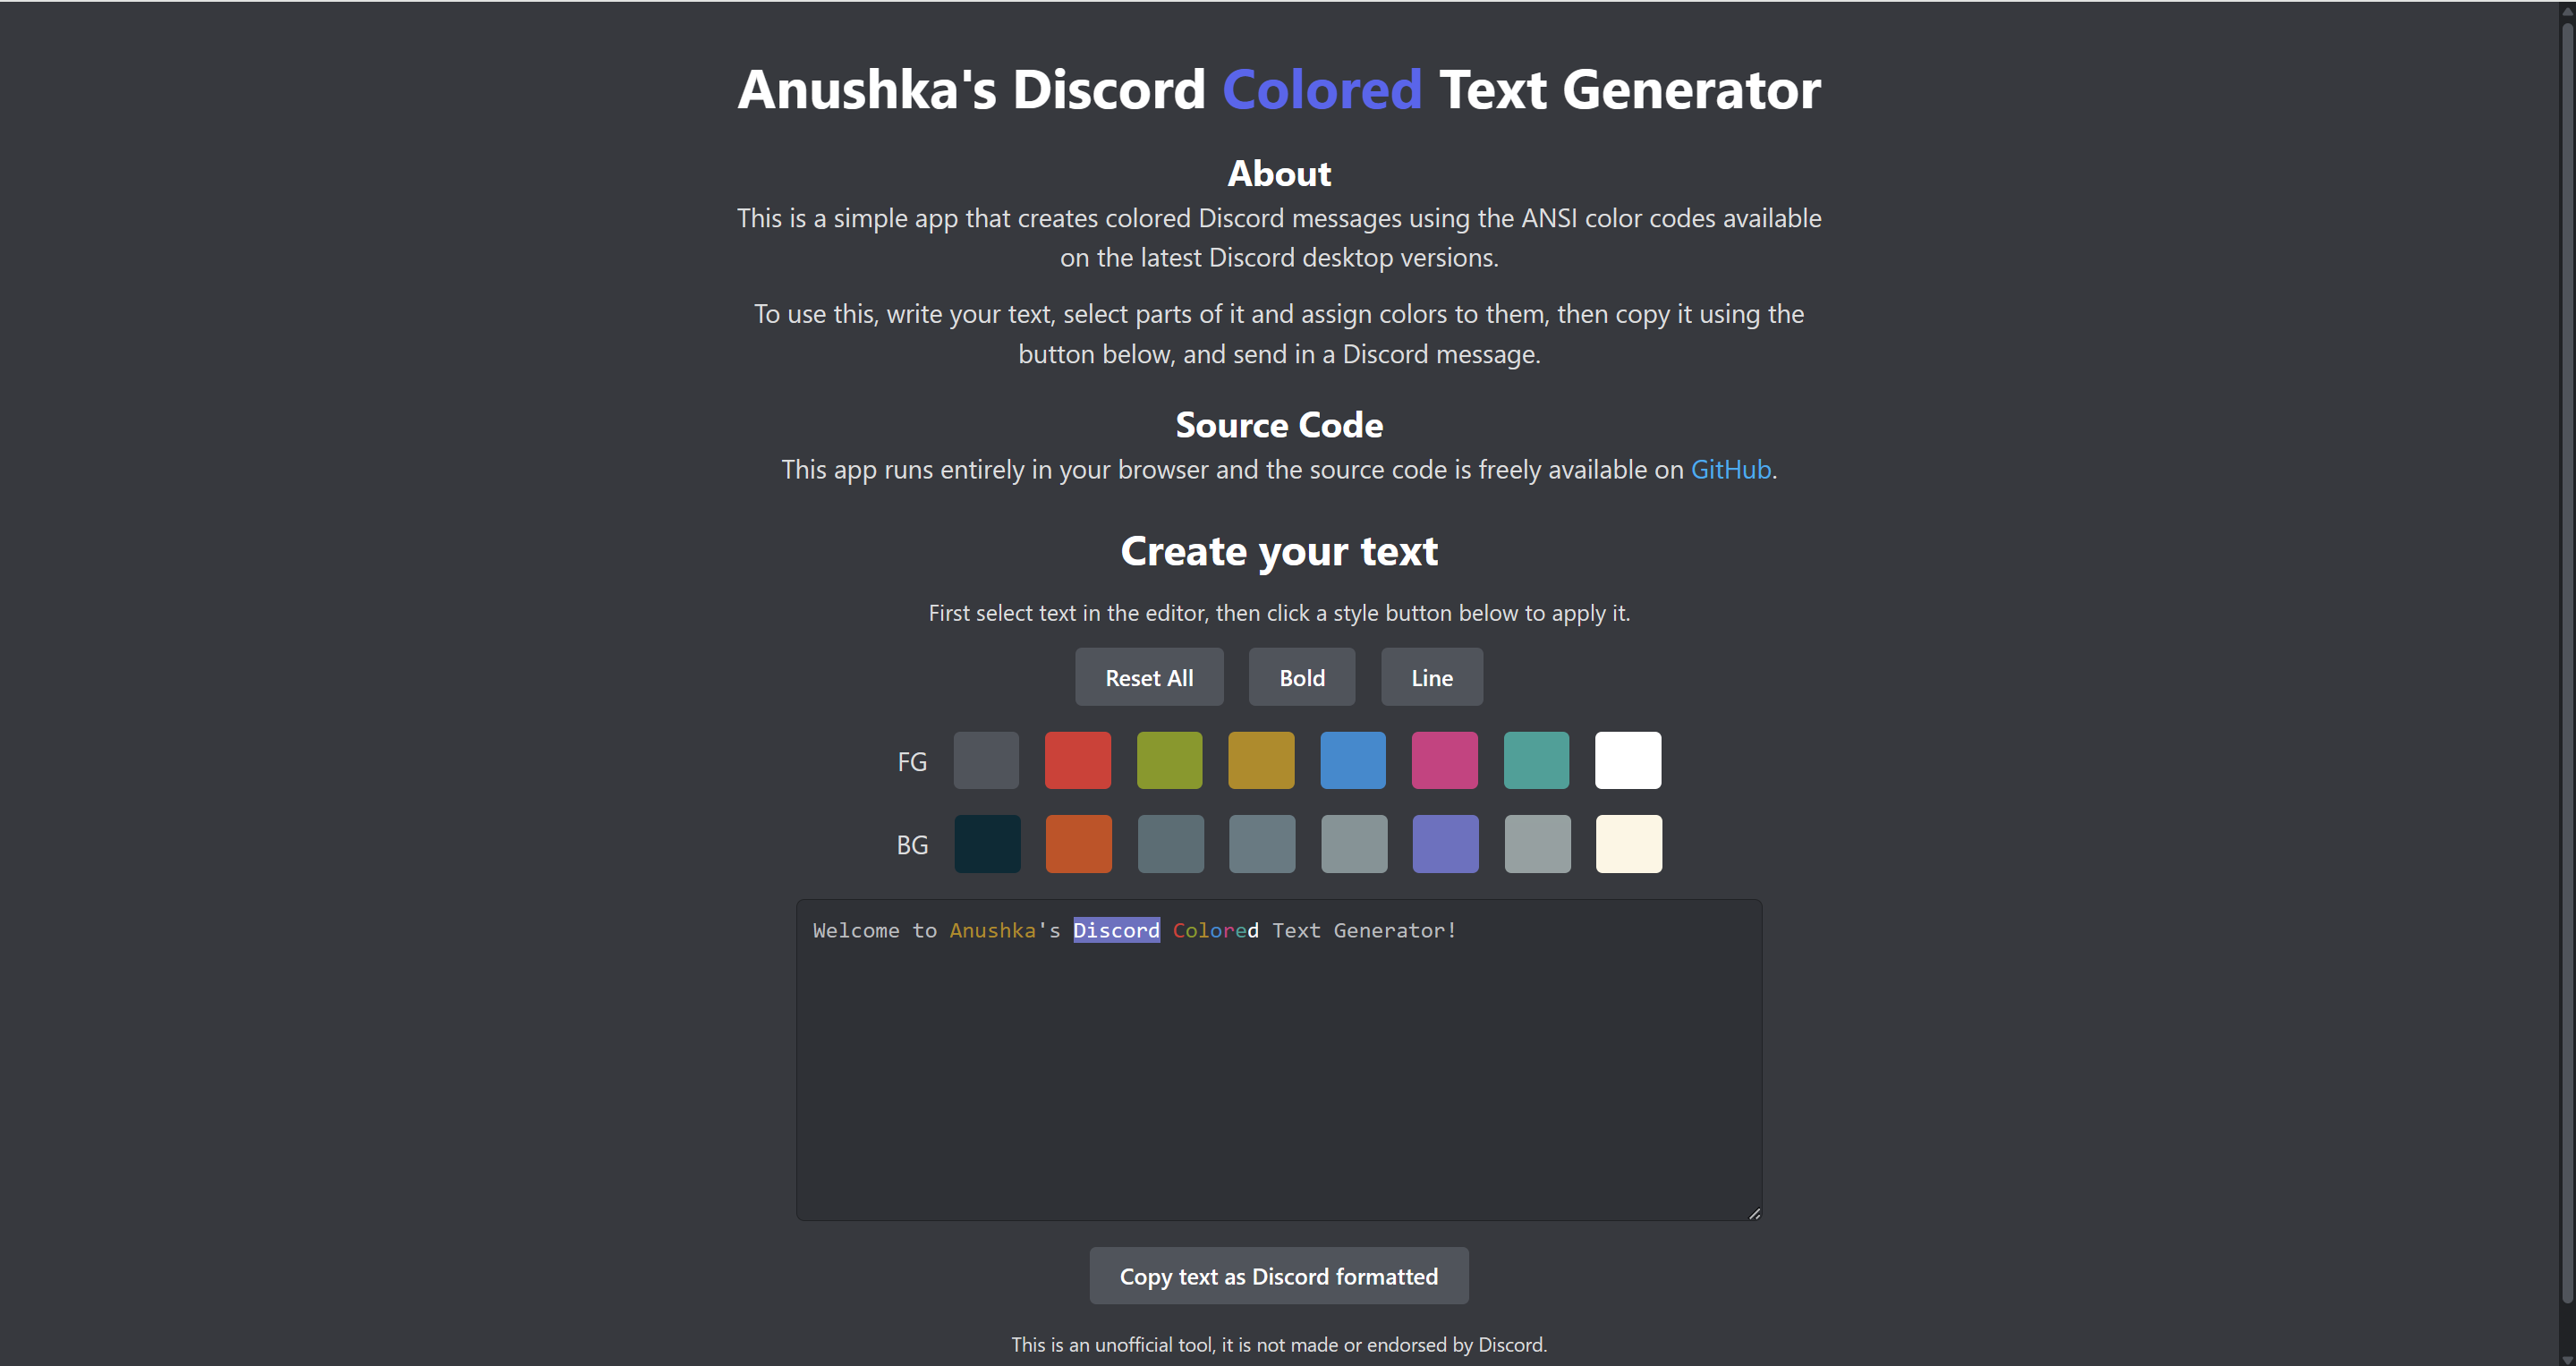 Anushka's Discord Colored Text Generator
About
This is a simple app that creates colored Discord messages using the ANSI color codes available
on the latest Discord desktop versions.
To use this, write your text, select parts of it and assign colors to them, then copy it using the
button below, and send in a Discord message.
Source Code
This app runs entirely in your browser and the source code is freely available on GitHub.
Create your text
First select text in the editor, then click a style button below to apply it.
Reset All Bold Line
FG
BG
Welcome to Anushka's Discord Colored Text Generator!
Copy text as Discord formatted
This is an unofficial tool, it is not made or endorsed by Discord.